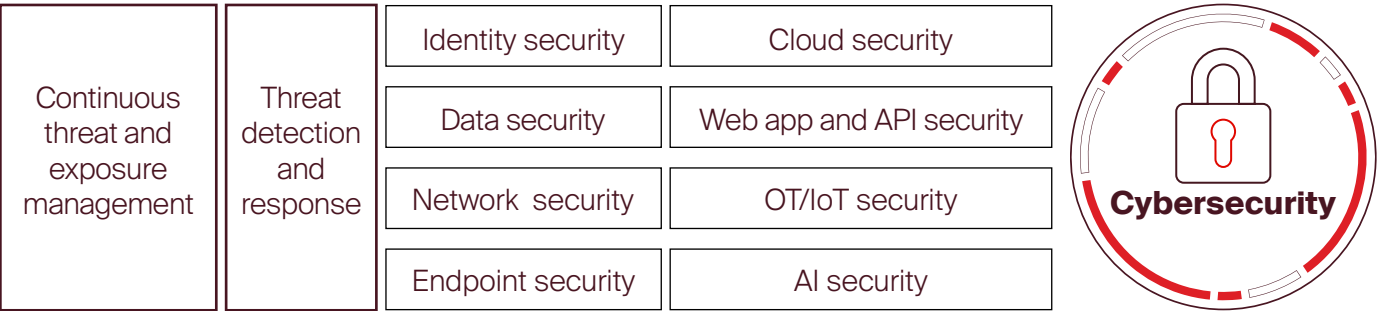 Continuous
threat and
exposure
management
Threat
detection
and
response
Identity security
Cloud security
Data security
Web app and API security
Network security
OT/IoT security
Endpoint security
AI security
Cybersecurity